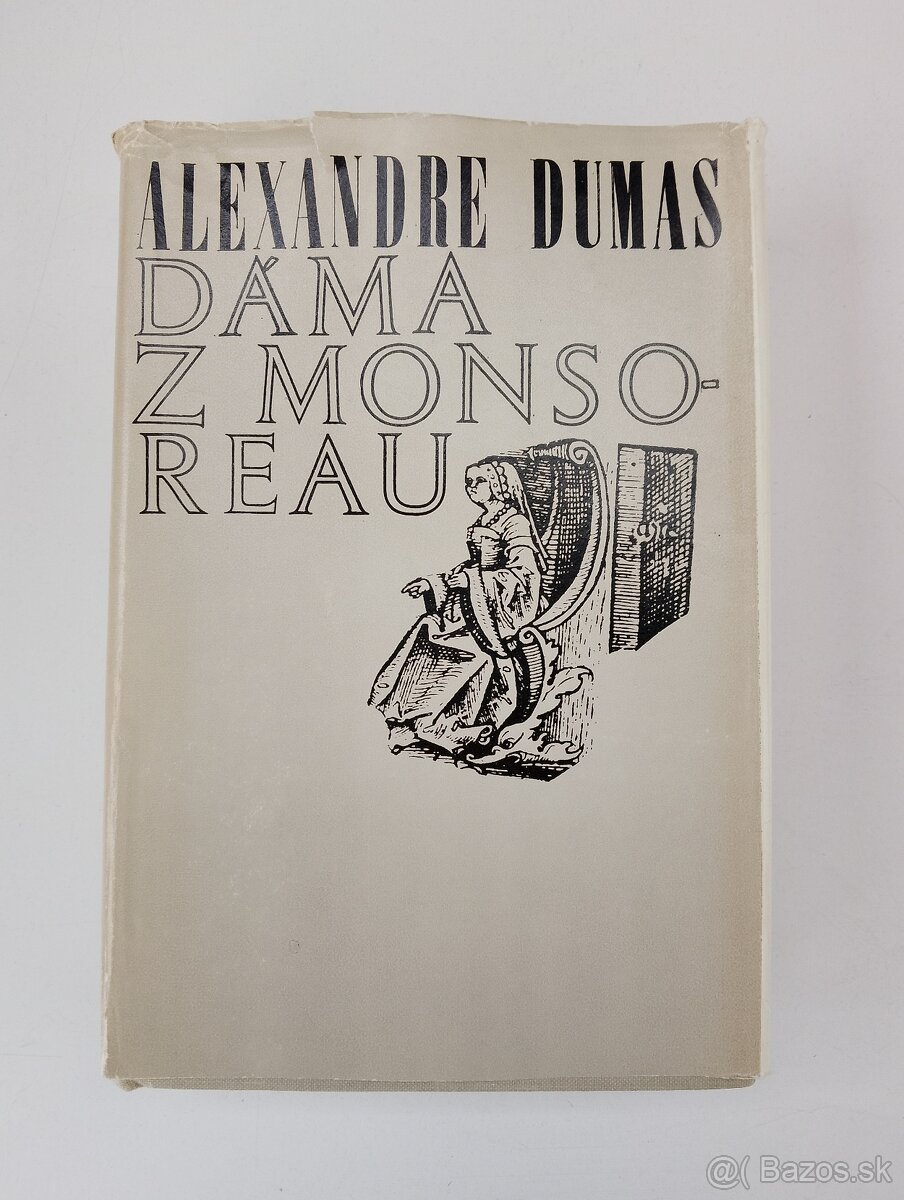 ALEXANDRE DUMAS
DÁMA
Z MONSO-
REAU
@( Bazos.sk